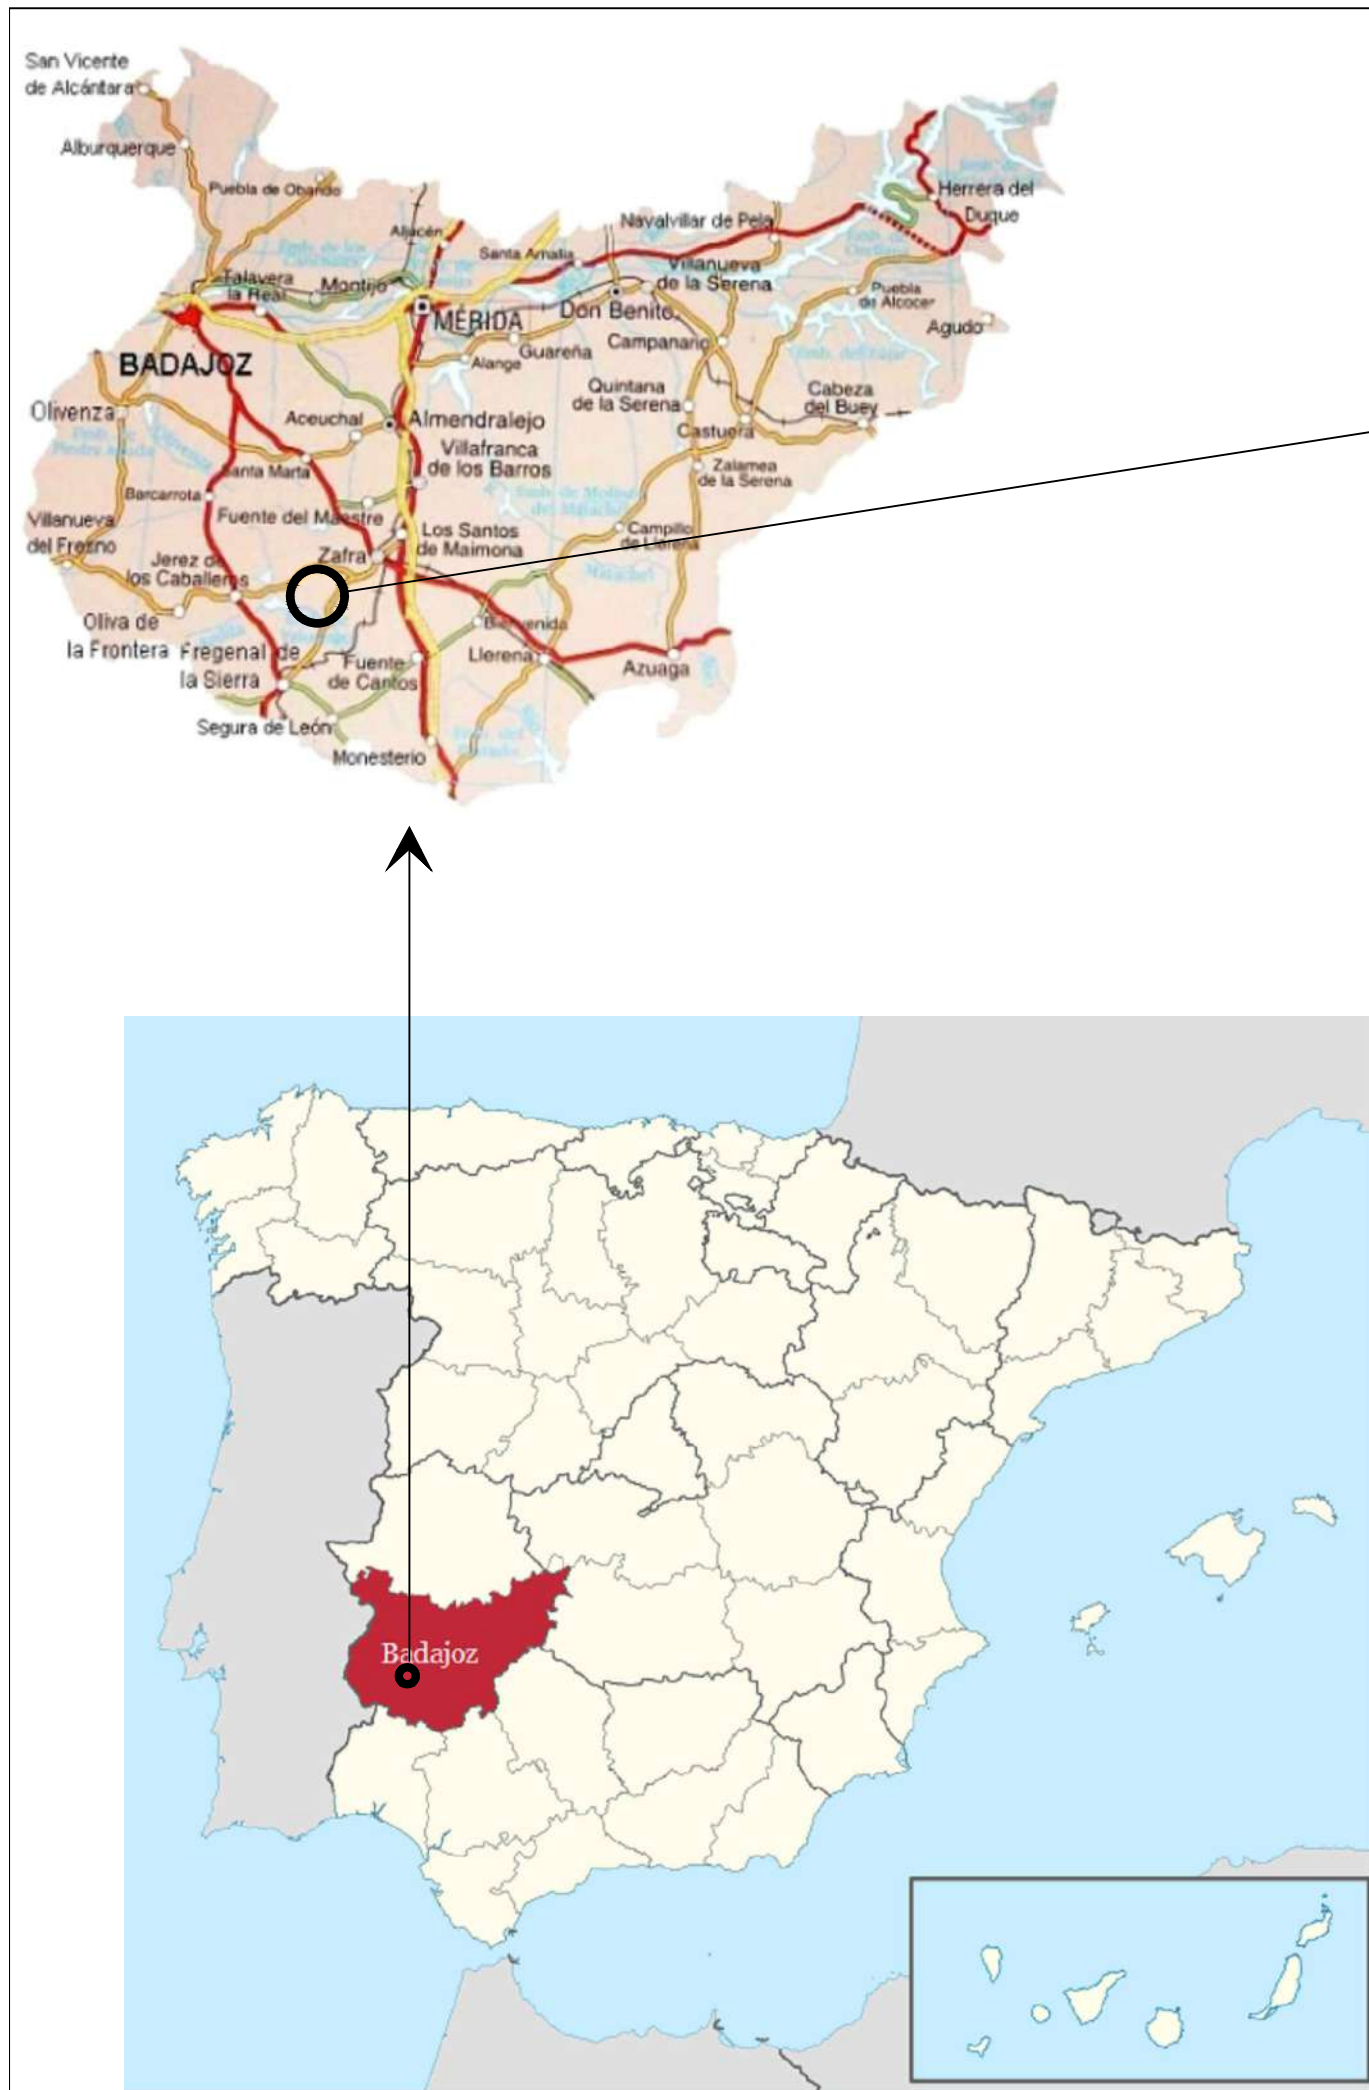 San Vicente
de Alcántara
Alburquerque
Puebla de Obando
Aljucén
Santa Amalia
Navalvillar de Pela
Herrera del
Duque
Talavera
la Real
Montijo
Villanueva
de la Serena
Puebla
de Alcocer
MÉRIDA
Don Benito
Agudo
BADAJOZ
Guareña
Campanario
Alange
Quintana
de la Serena
Cabeza
del Buey
Olivenza
Aceuchal
Almendralejo
Castuera
Villafranca
de los Barros
Santa Marta
Zalamea
de la Serena
Barcarrota
Villanueva
del Fresno
Fuente del Maestre
Los Santos
de Maimona
Campillo
de Llerena
Zafra
Jerez de
los Caballeros
Oliva de
la Frontera
Bienvenida
Fregenal de
la Sierra
Fuente
de Cantos
Llerena
Azuaga
Segura de León
Monesterio
Badajoz